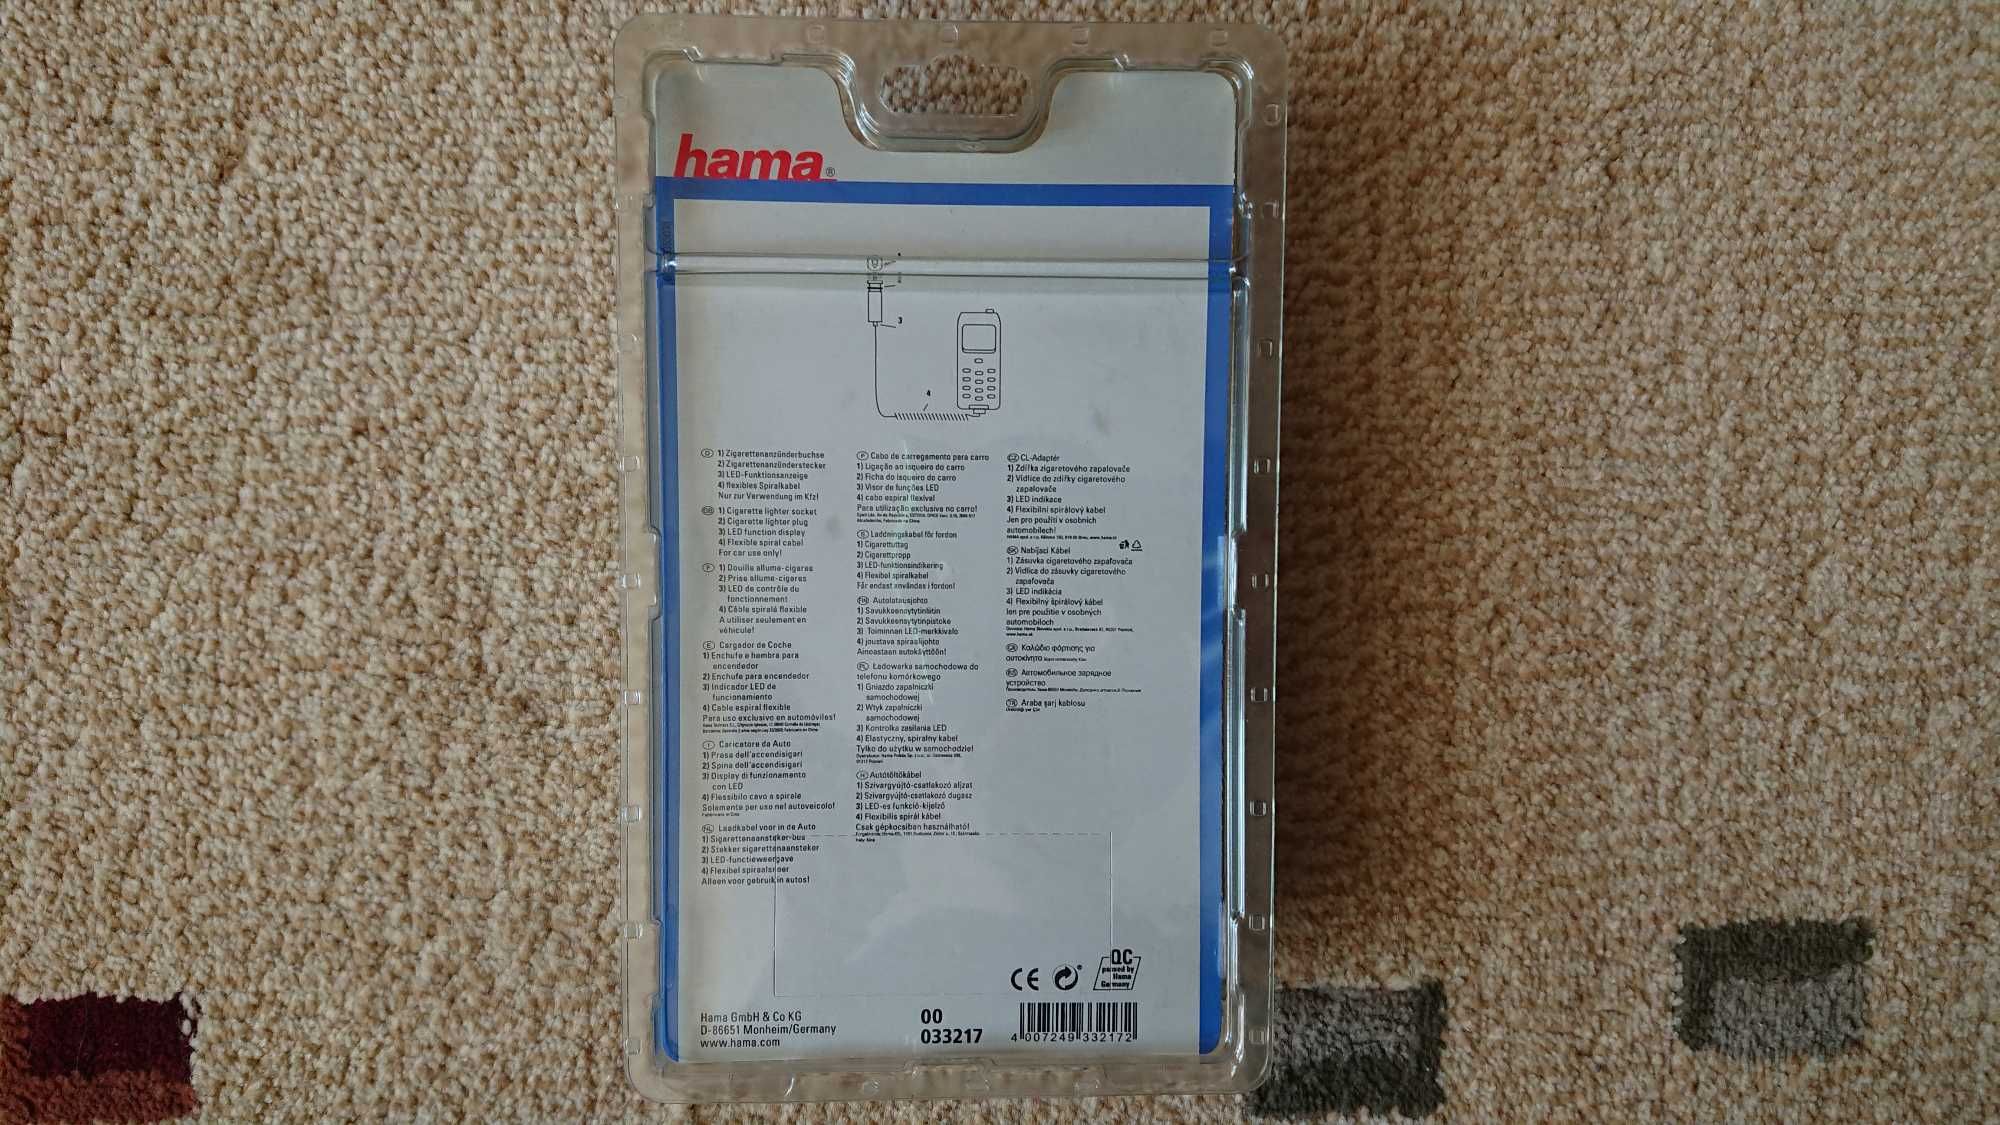 hama®
3
4
D 1) Zigarettenanzünderbuchse
2) Zigarettenanzünderstecker
3) LED-Funktionsanzeige
4) flexibles Spiralkabel
Nur zur Verwendung im Kfz!
GB 1) Cigarette lighter socket
2) Cigarette lighter plug
3) LED function display
4) Flexible spiral cabel
For car use only!
F 1) Douille allume-cigares
2) Prise allume-cigares
3) LED de contrôle du
fonctionnement
4) Câble spiralé flexible
A utiliser seulement en
véhicule!
E Cargador de Coche
1) Enchufe a hembra para
encendedor
2) Enchufe para encendedor
3) Indicador LED de
funcionamiento
4) Cable espiral flexible
Para uso exclusivo en automóviles!
I Caricatore da Auto
1) Presa dell'accendisigari
2) Spina dell'accendisigari
3) Display di funzionamento
con LED
4) Flessibile cavo a spirale
Solamente per uso nel autoveicolo!
NL Laadkabel voor in de Auto
1) Sigarettenaansteker-bus
2) Stekker sigarettenaansteker
3) LED-functieweergave
4) Flexibel spiraalsnoer
Alleen voor gebruik in autos!
P Cabo de carregamento pera carro
1) Ligação ao isqueiro do carro
2) Ficha do isqueiro do carro
3) Visor de funções LED
4) cabo espiral flexível
Para utilização exclusiva no carro!
S Laddningskabel för fordon
1) Cigarettuttag
2) Cigarettpropp
3) LED-funktionsindikering
4) Flexibel spiralkabel
Får endast användas i fordon!
FIN Autolatausjohto
1) Savukkeensytytinliitin
2) Savukkeensytytinpistoke
3) Toiminnan LED-merkkivalo
4) joustava spiraalijohto
Ainoastaan autokäyttöön!
PL Ładowarka samochodowa do
telefonu komórkowego
1) Gniazdo zapalniczki
samochodowej
2) Wtyk zapalniczki
samochodowej
3) Kontrolka zasilania LED
4) Elastyczny, spiralny kabel
Tylko do użytku w samochodzie!
H Autótöltőkábel
1) Szivargyújtó-csatlakozó aljzat
2) Szivargyújtó-csatlakozó dugasz
3) LED-es funkció-kijelző
4) Flexibilis spirál kábel
Csak gépkocsiban használható!
CZ CL-Adaptér
1) Zdířka zigaretového zapalovače
2) Vidlice do zdířky cigaretového
zapalovače
3) LED indikace
4) Flexibilní spirálový kabel
Jen pro použití v osobních
automobilech!
SK Nabíjací Kábel
1) Zásuvka cigaretového zapaľovača
2) Vidlica do zásuvky cigaretového
zapaľovača
3) LED indikácia
4) Flexibilný špirálový kábel
len pre použitie v osobných
automobiloch
www.hama.sk
GR Καλώδιο φόρτισης για
αυτοκίνητο
RUS Автомобильное зарядное
устройство
TR Araba şarj kablosu
CE
QC
passed by
Hama
Germany
Hama GmbH & Co KG
D-86651 Monheim/Germany
www.hama.com
00
033217
4 007249 332172